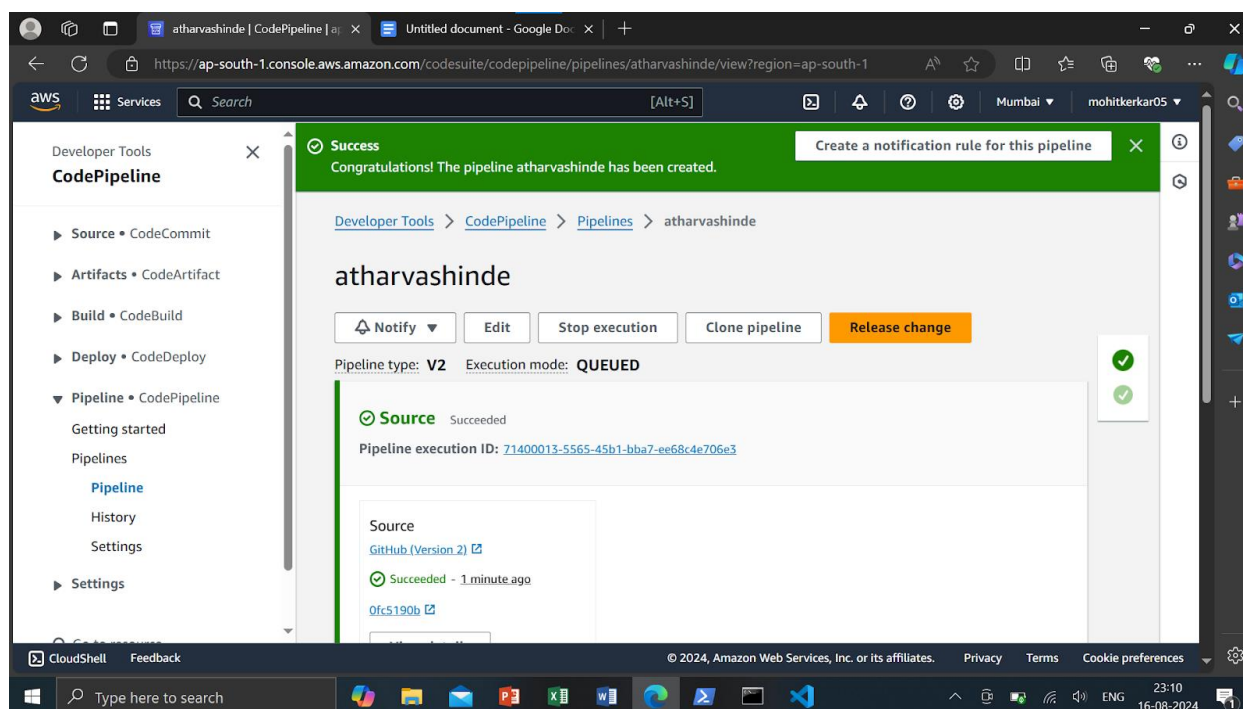 atharvashinde | CodePipeline | ap
Untitled document - Google Doc
https://ap-south-1.console.aws.amazon.com/codesuite/codepipeline/pipelines/atharvashinde/view?region=ap-south-1
aws
Services
Search
[Alt+S]
Mumbai
mohitkerkar05
Developer Tools
CodePipeline
Source • CodeCommit
Artifacts • CodeArtifact
Build • CodeBuild
Deploy • CodeDeploy
Pipeline • CodePipeline
Getting started
Pipelines
Pipeline
History
Settings
Settings
Go to resource
Success
Congratulations! The pipeline atharvashinde has been created.
Create a notification rule for this pipeline
Developer Tools > CodePipeline > Pipelines > atharvashinde
atharvashinde
Notify
Edit
Stop execution
Clone pipeline
Release change
Pipeline type: V2 Execution mode: QUEUED
Source Succeeded
Pipeline execution ID: 71400013-5565-45b1-bba7-ee68c4e706e3
Source
GitHub (Version 2)
Succeeded - 1 minute ago
0fc5190b
CloudShell
Feedback
© 2024, Amazon Web Services, Inc. or its affiliates.
Privacy
Terms
Cookie preferences
Type here to search
ENG
23:10
16-08-2024